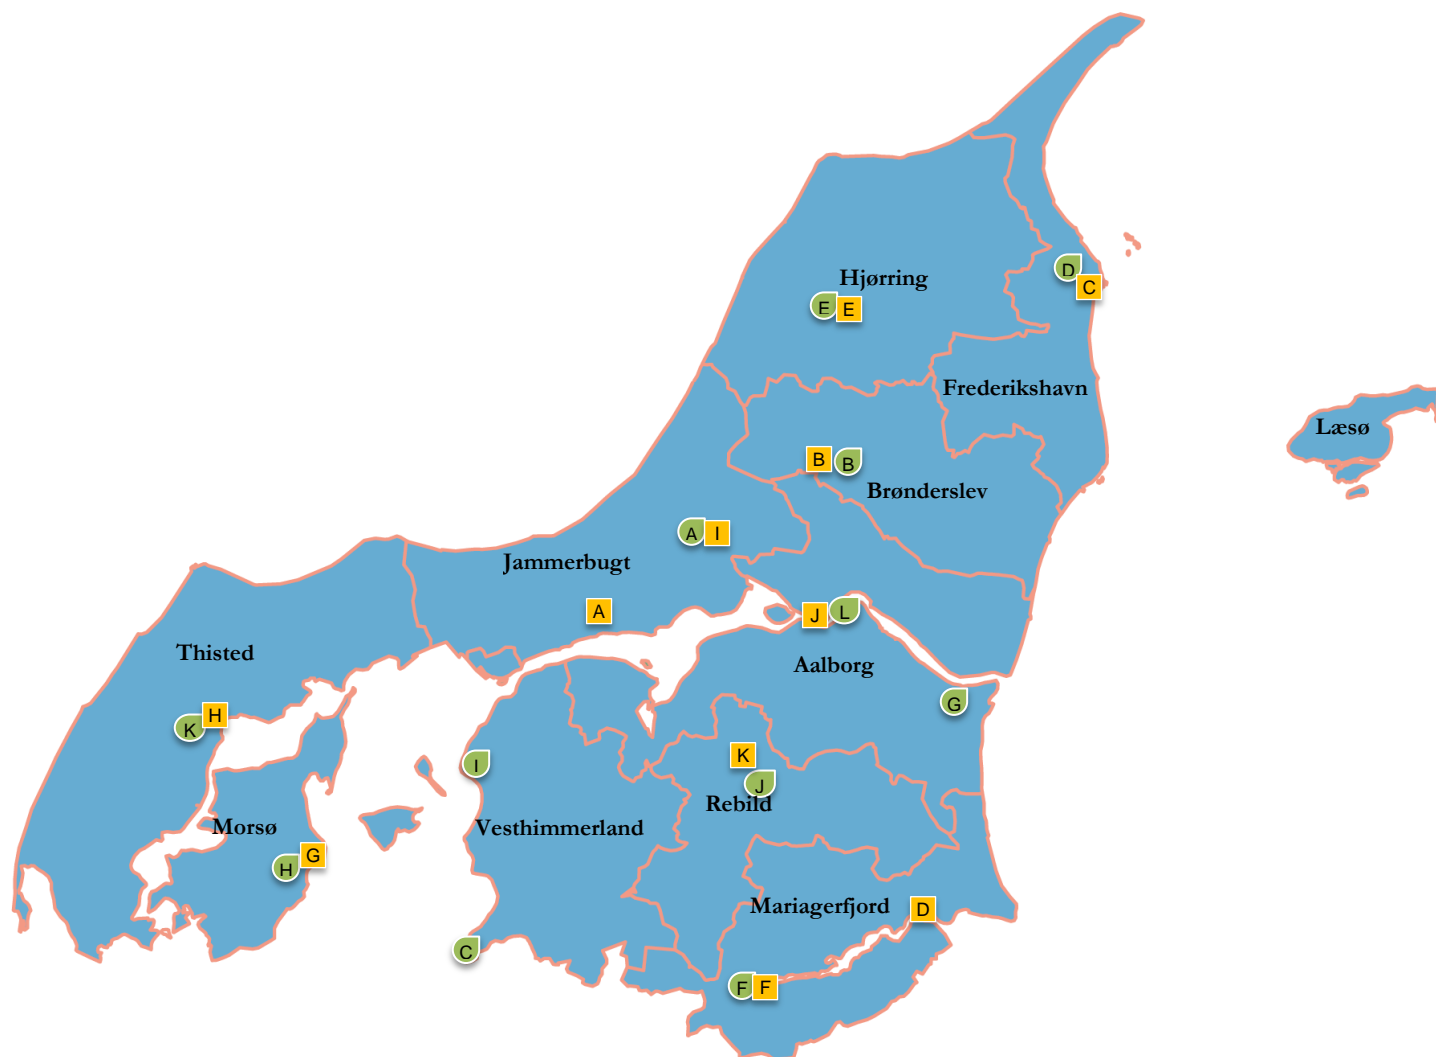 D
Hjørring
C
E
E
Frederikshavn
Læsø
B
B
Brønderslev
A
I
Jammerbugt
A
J
L
Thisted
Aalborg
G
H
K
K
I
J
Rebild
Morsø
Vesthimmerland
G
H
Mariagerfjord
D
C
F
F